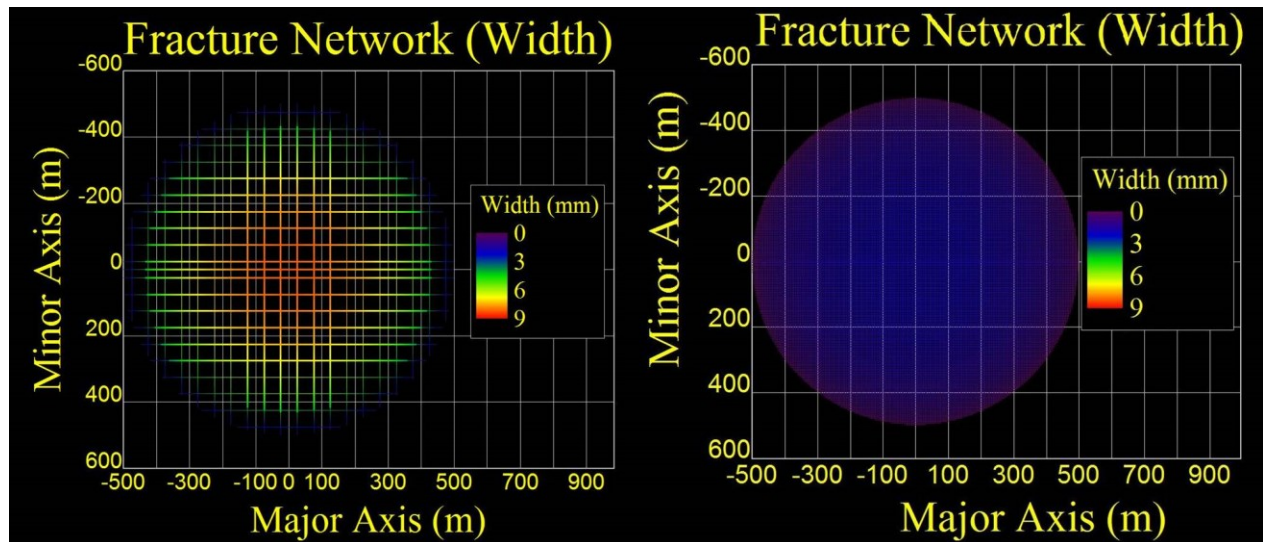 Fracture Network (Width)
-600
-400
-200
0
200
400
600
Minor Axis (m)
-500 -300 -100 0 100 300 500 700 900
Major Axis (m)
Width (mm)
0
3
6
9
Fracture Network (Width)
-600
-400
-200
0
200
400
600
Minor Axis (m)
-500 -300 -100 100 300 500 700 900
Major Axis (m)
Width (mm)
0
3
6
9